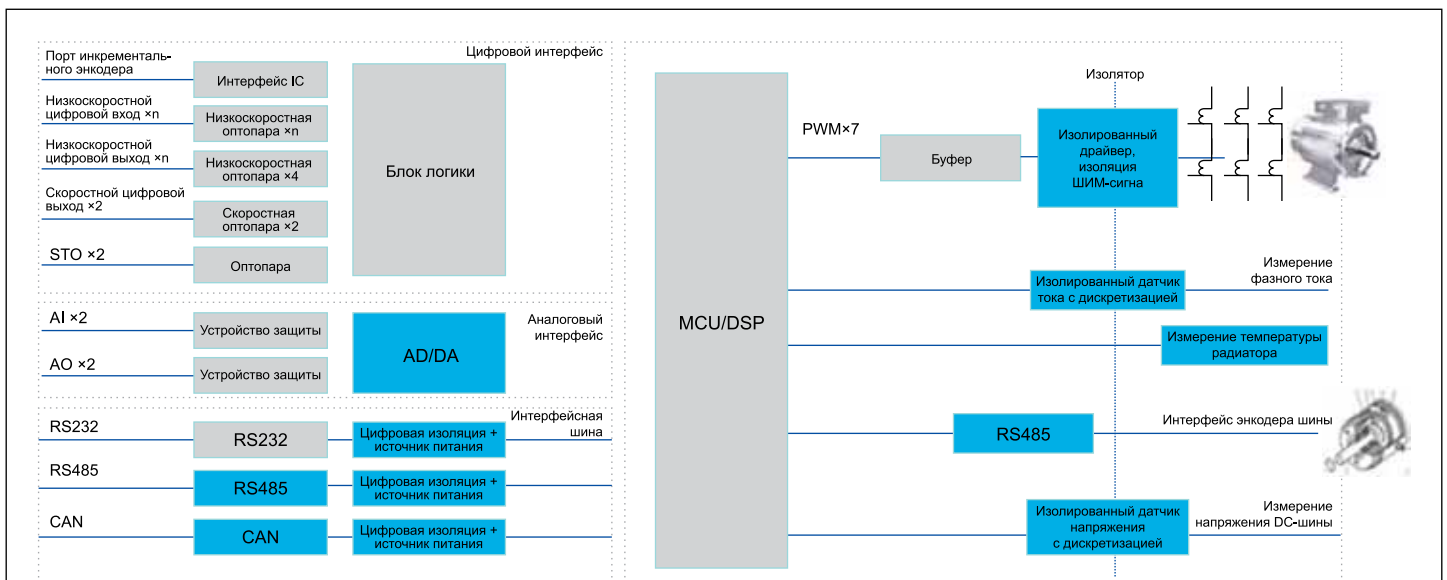 Цифровой интерфейс
Порт инкременталь-
ного энкодера
Интерфейс IC
Низкоскоростной
цифровой вход ×n
Низкоскоростная
оптопара ×n
Низкоскоростной
цифровой выход ×n
Низкоскоростная
оптопара ×4
Скоростной цифровой
выход ×2
Скоростная
оптопара ×2
STO ×2
Оптопара
Блок логики
Аналоговый
интерфейс
AI ×2
Устройство защиты
AO ×2
Устройство защиты
AD/DA
Интерфейсная
шина
RS232
RS232
Цифровая изоляция +
источник питания
RS485
RS485
Цифровая изоляция +
источник питания
CAN
CAN
Цифровая изоляция +
источник питания
MCU/DSP
Изолятор
PWM×7
Буфер
Изолированный
драйвер,
изоляция
ШИМ-сигна
Изолированный датчик
тока с дискретизацией
Измерение
фазного тока
Измерение температуры
радиатора
RS485
Интерфейс энкодера шины
Изолированный датчик
напряжения
с дискретизацией
Измерение
напряжения DC-шины